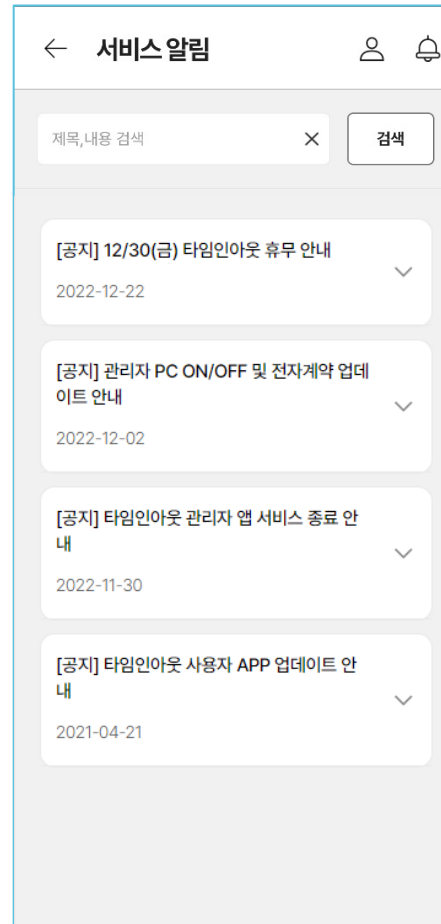 서비스 알림
제목,내용 검색
검색
[공지] 12/30(금) 타임인아웃 휴무 안내
2022-12-22
[공지] 관리자 PC ON/OFF 및 전자계약 업데
이트 안내
2022-12-02
[공지] 타임인아웃 관리자 앱 서비스 종료 안
내
2022-11-30
[공지] 타임인아웃 사용자 APP 업데이트 안
내
2021-04-21